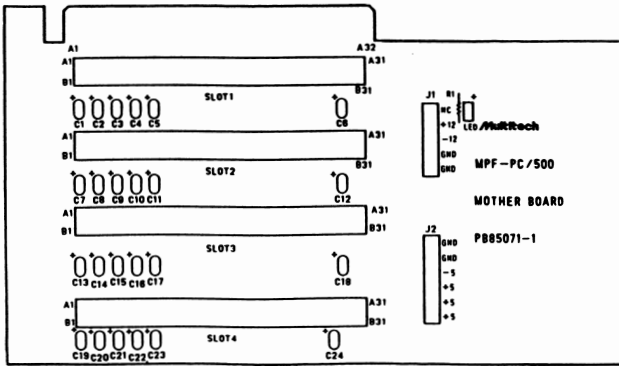 A1 A32
A1 A31
B1 B31
SLOT1
C1 C2 C3 C4 C5 C6
A1 A31
B1 B31
SLOT2
C7 C8 C9 C10 C11 C12
A1 A31
B1 B31
SLOT3
C13 C14 C15 C16 C17 C18
A1 A31
B1 B31
SLOT4
C19 C20 C21 C22 C23 C24
J1 R1 +
NC
+12 LED Multitech
-12
GND
GND
MPF-PC/500
MOTHER BOARD
PB85071-1
J2
GND
GND
-5
+5
+5
+5